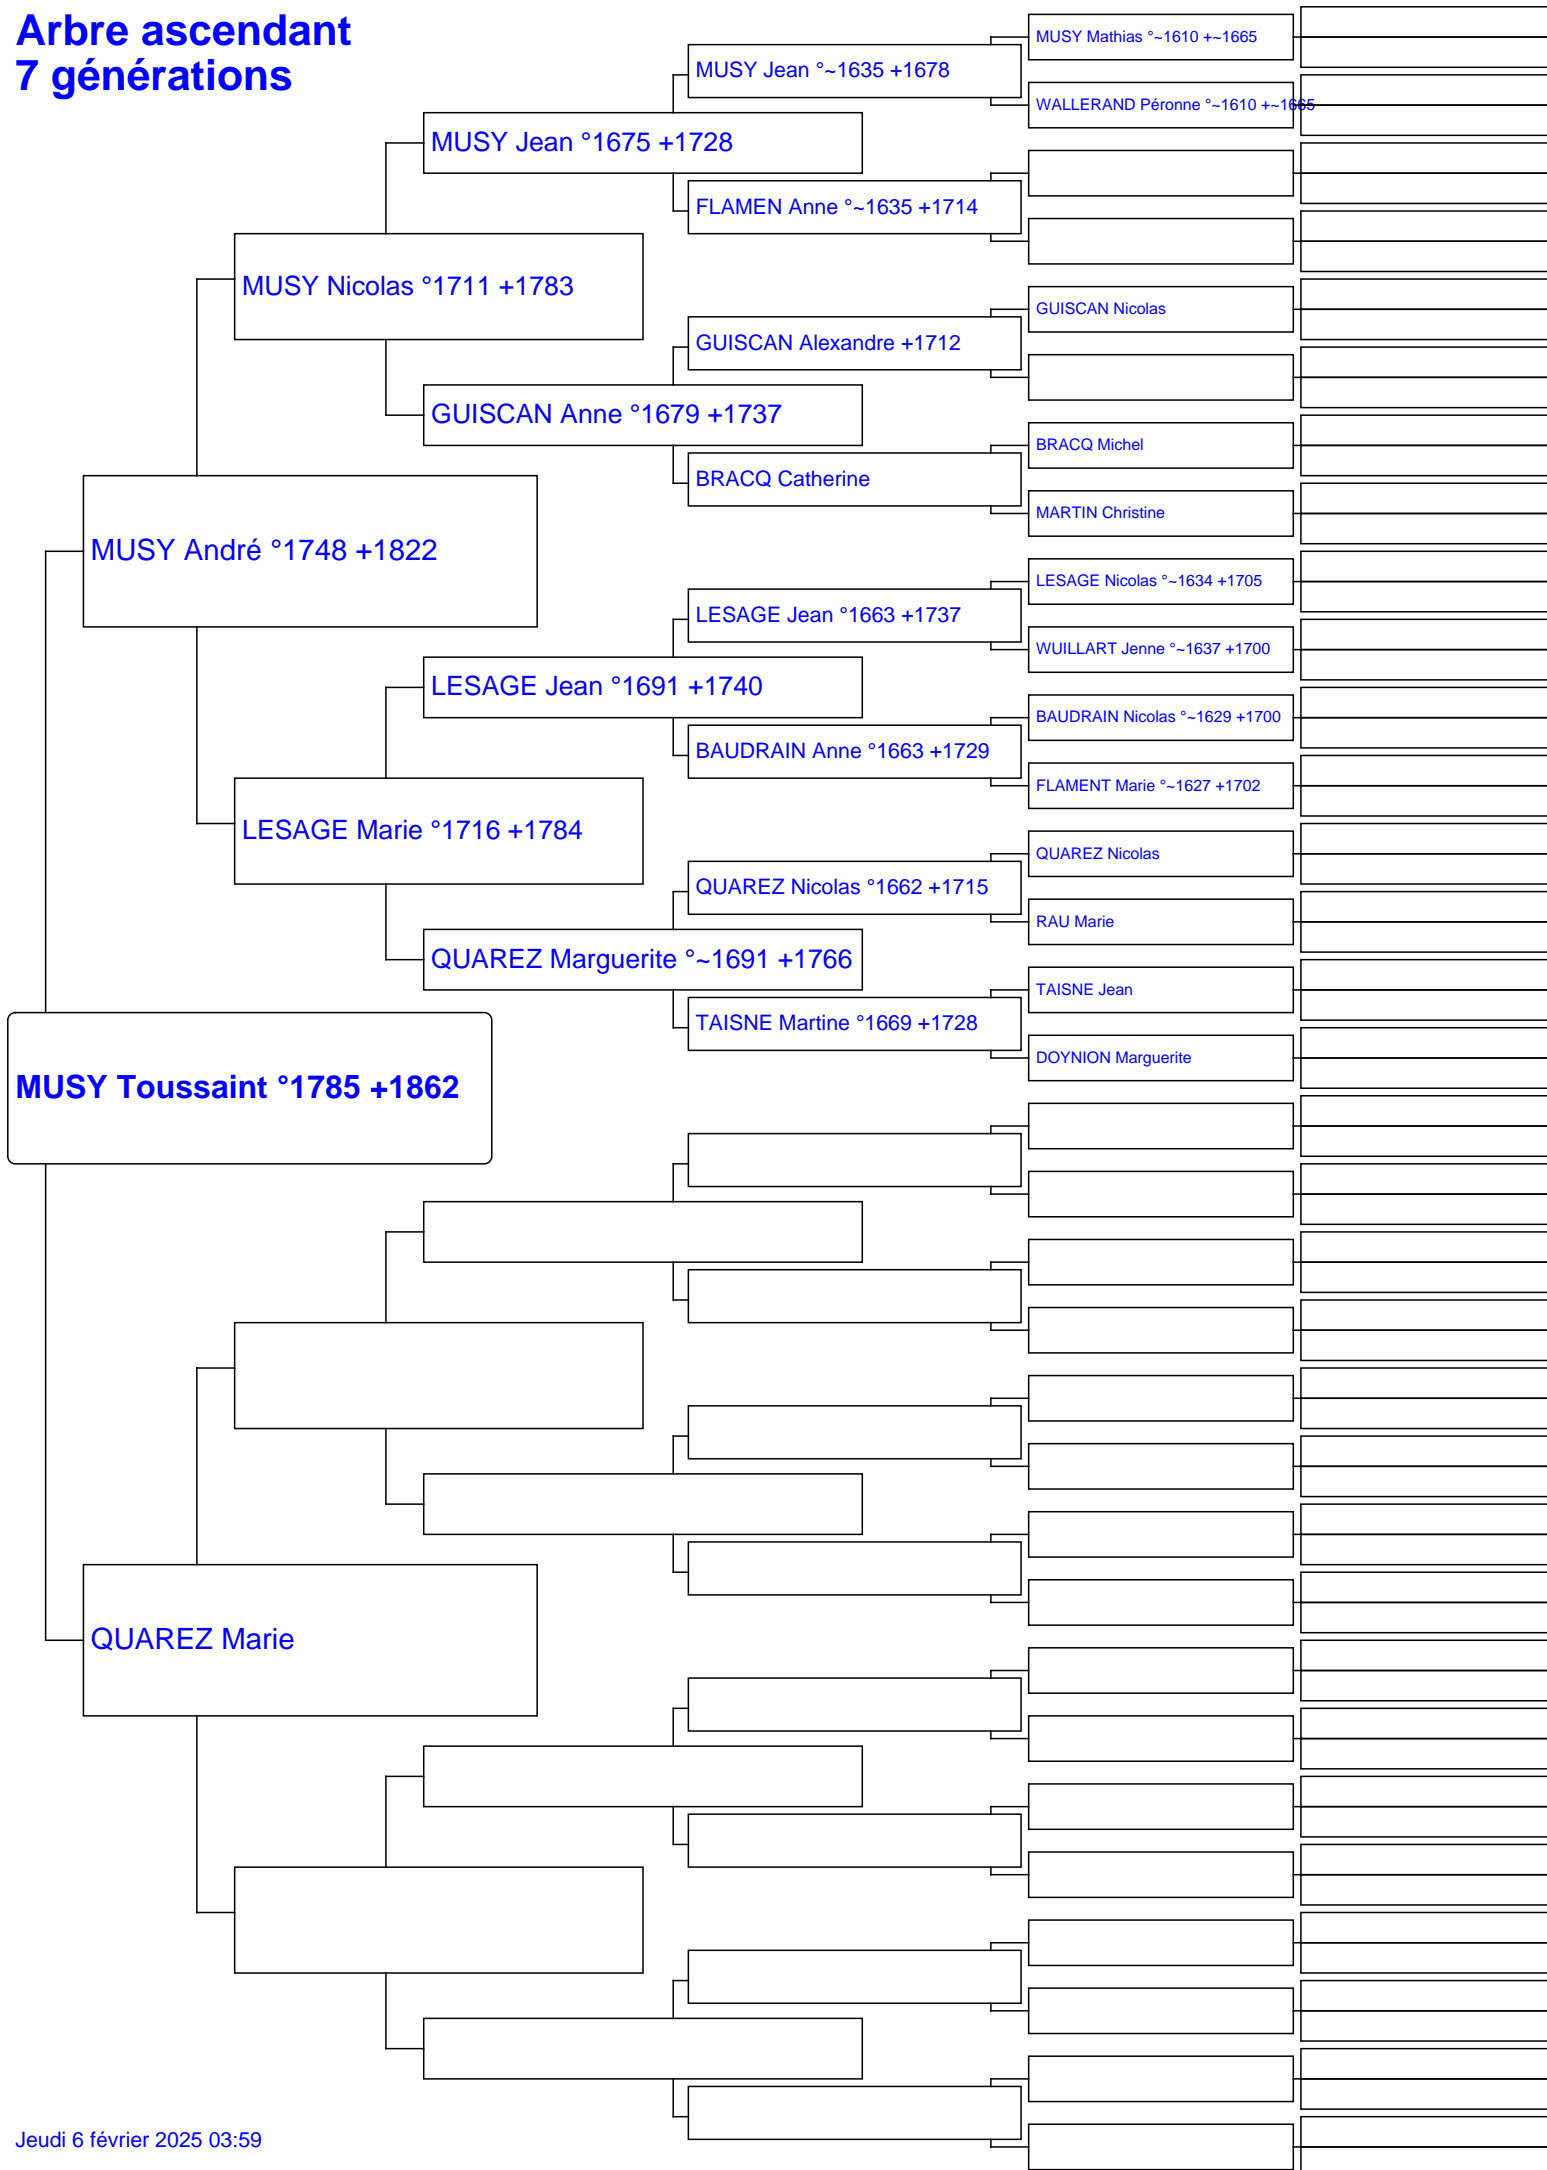 Arbre ascendant
7 générations
MUSY Toussaint °1785 +1862
MUSY André °1748 +1822
QUAREZ Marie
MUSY Nicolas °1711 +1783
LESAGE Marie °1716 +1784
MUSY Jean °1675 +1728
GUISCAN Anne °1679 +1737
LESAGE Jean °1691 +1740
QUAREZ Marguerite °~1691 +1766
MUSY Jean °~1635 +1678
FLAMEN Anne °~1635 +1714
GUISCAN Alexandre +1712
BRACQ Catherine
LESAGE Jean °1663 +1737
BAUDRAIN Anne °1663 +1729
QUAREZ Nicolas °1662 +1715
TAISNE Martine °1669 +1728
MUSY Mathias °~1610 +~1665
WALLERAND Péronne °~1610 +~1665
GUISCAN Nicolas
BRACQ Michel
MARTIN Christine
LESAGE Nicolas °~1634 +1705
WUILLART Jenne °~1637 +1700
BAUDRAIN Nicolas °~1629 +1700
FLAMENT Marie °~1627 +1702
QUAREZ Nicolas
RAU Marie
TAISNE Jean
DOYNION Marguerite
Jeudi 6 février 2025 03:59